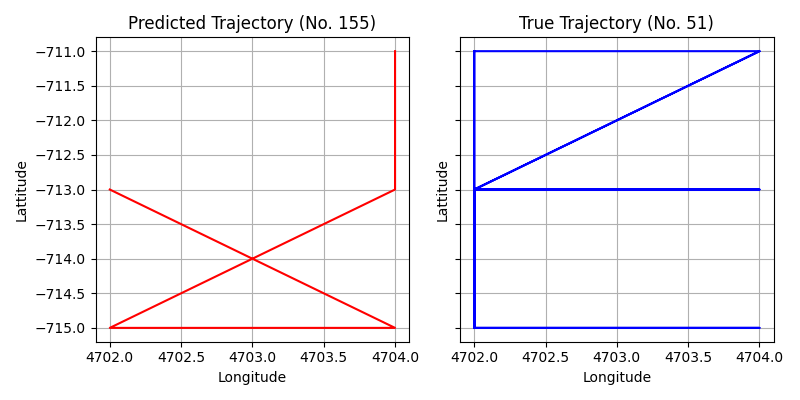 Predicted Trajectory (No. 155)
−711.0
−711.5
−712.0
−712.5
−713.0
−713.5
−714.0
−714.5
−715.0
Lattitude
4702.0 4702.5 4703.0 4703.5 4704.0
Longitude
True Trajectory (No. 51)
Lattitude
4702.0 4702.5 4703.0 4703.5 4704.0
Longitude